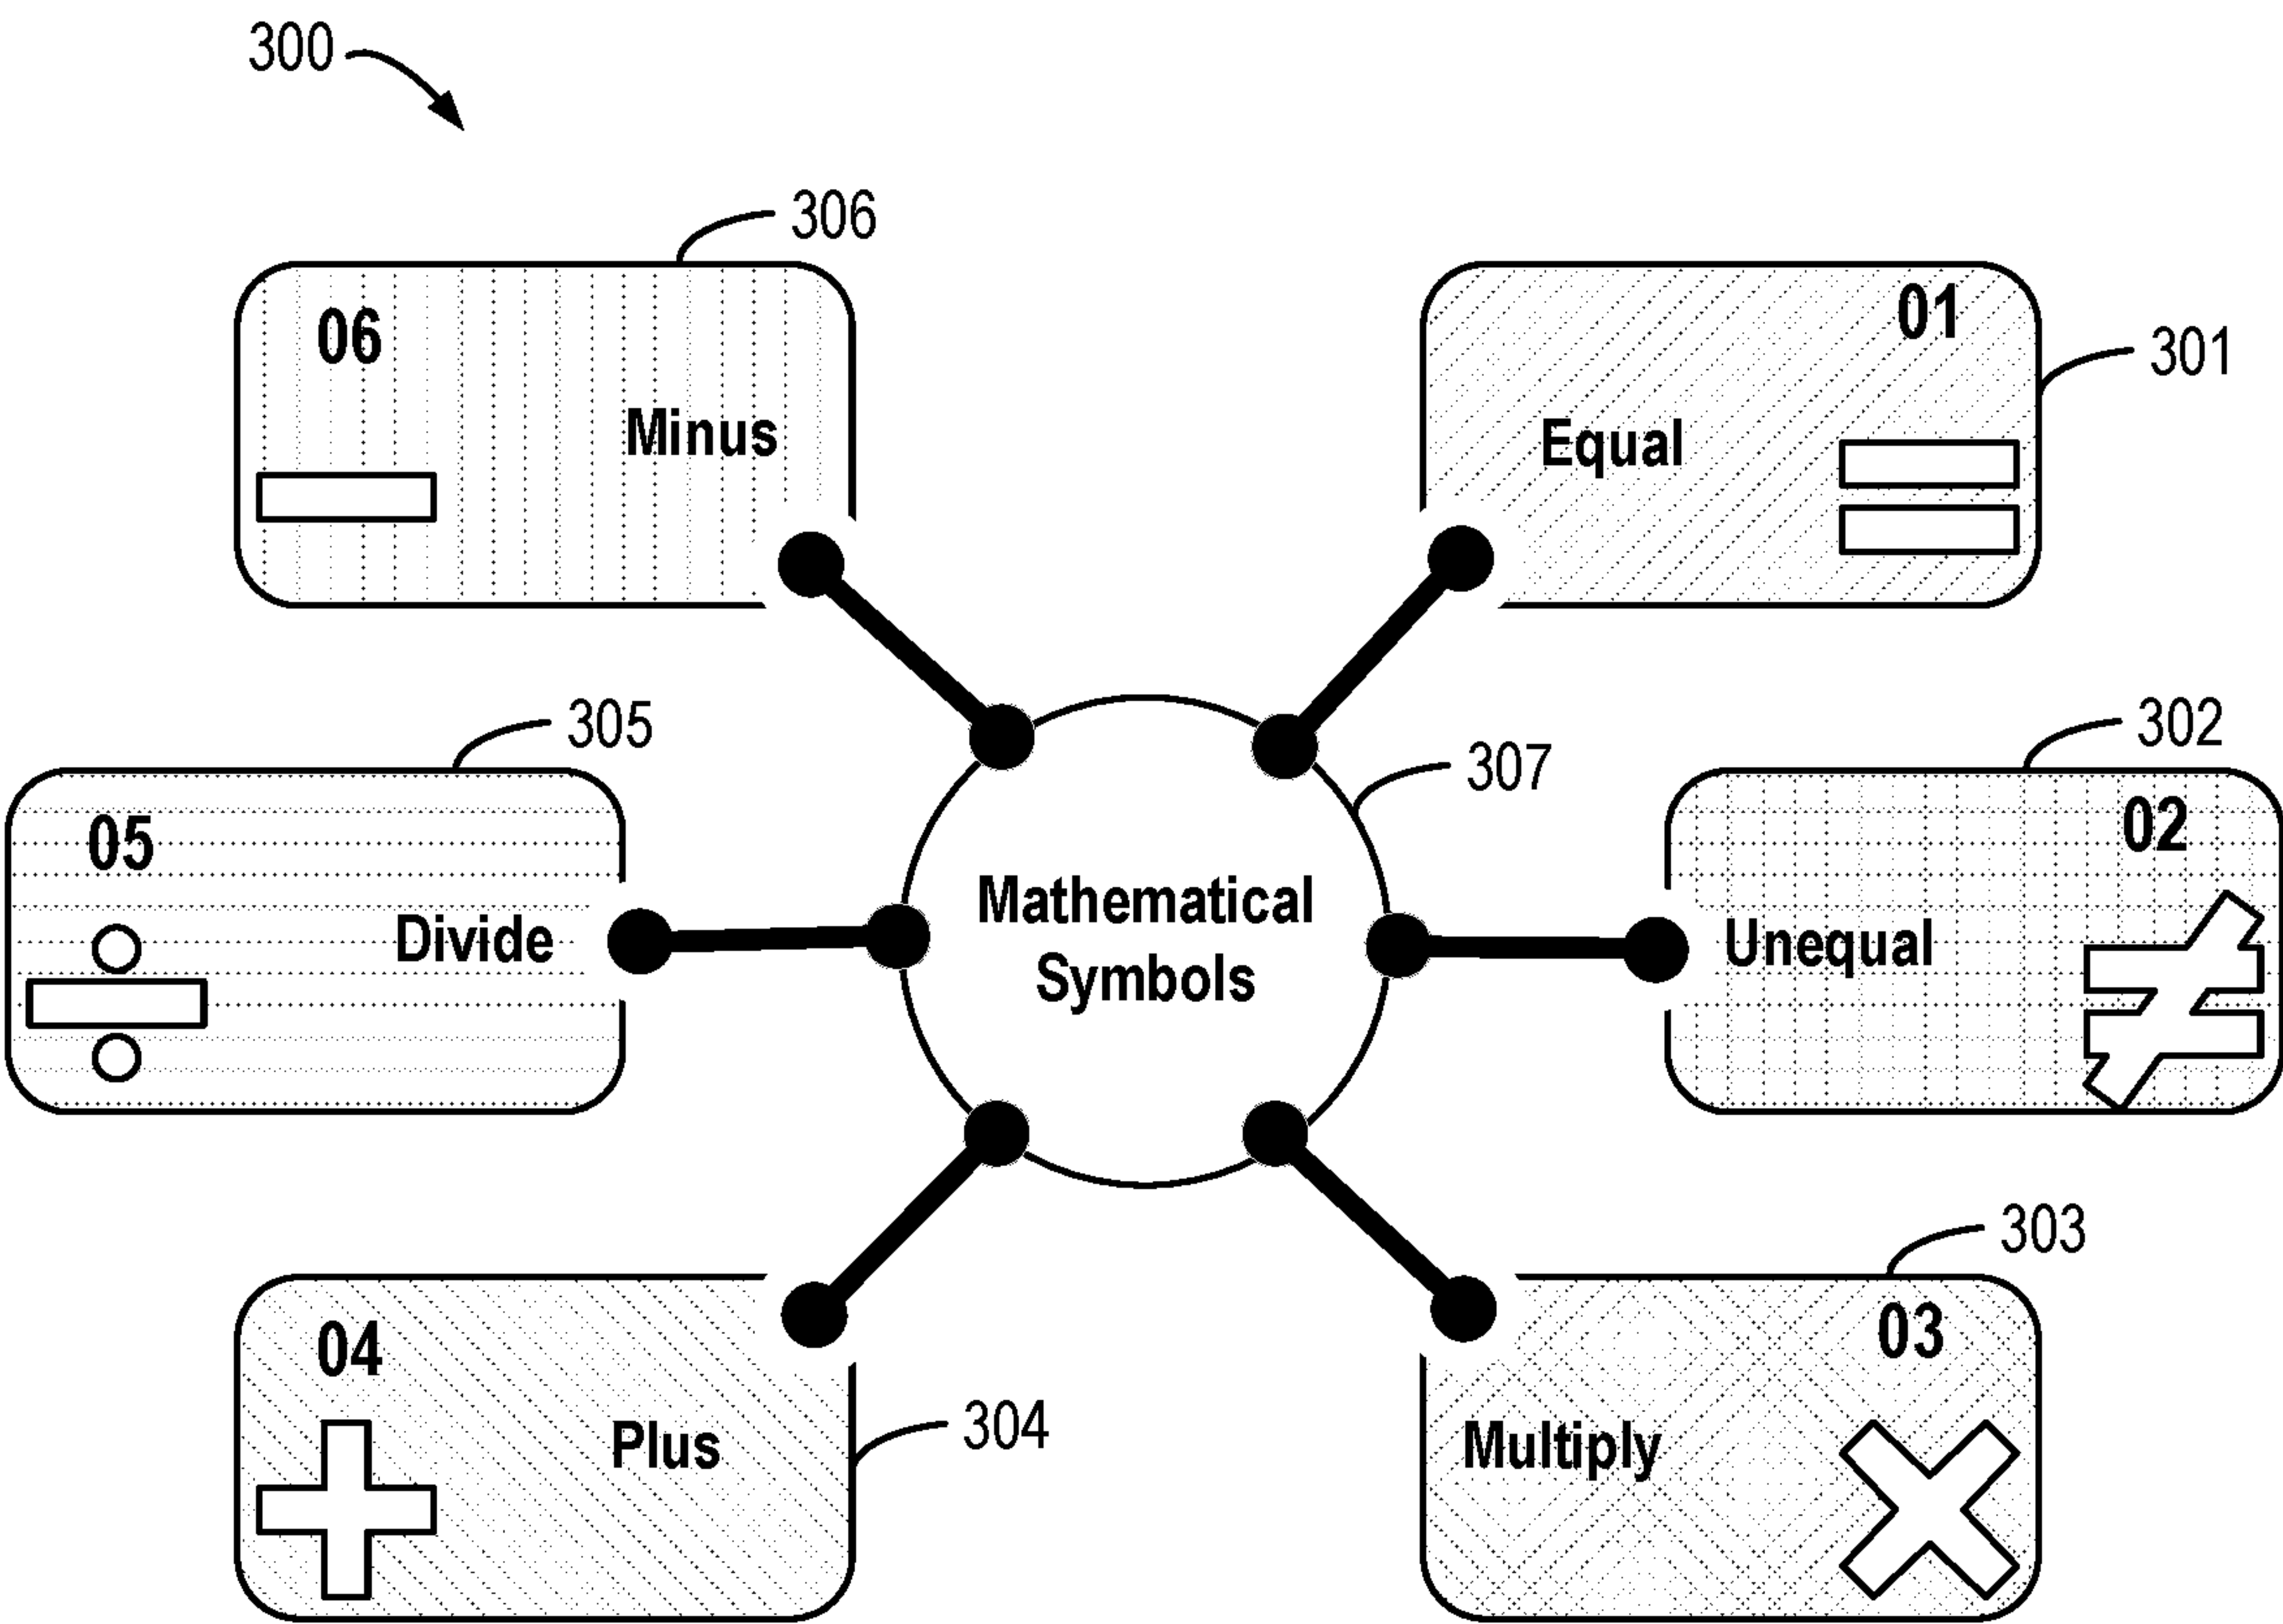 300
306
06
Minus
01
301
Equal
305
05
Divide
307
302
02
Unequal
Mathematical
Symbols
303
04
Plus
304
03
Multiply